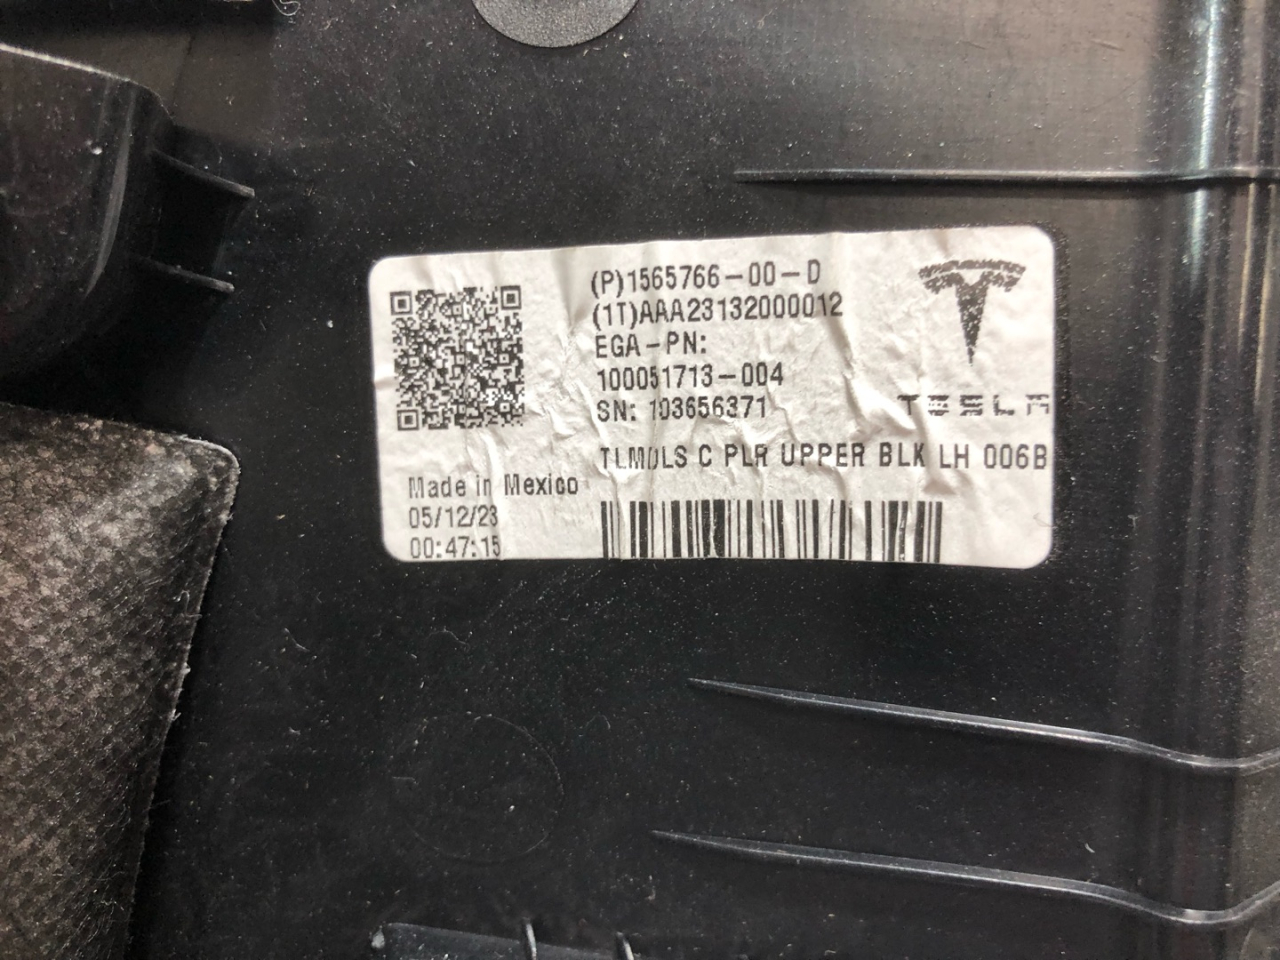 (P)1565766-00-D
(1T)AAA23132000012
EGA-PN:
100051713-004
SN: 103656371
TESLA
TLMDLS C PLR UPPER BLK LH 006B
Made in Mexico
05/12/23
00:47:15